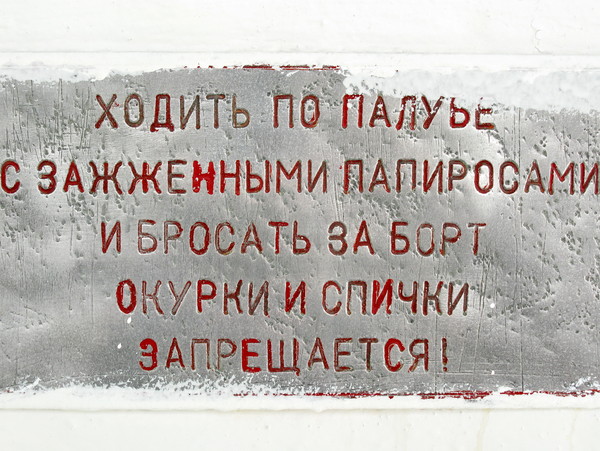 ХОДИТЬ ПО ПАЛУБЕ
С ЗАЖЖЕННЫМИ ПАПИРОСАМИ
И БРОСАТЬ ЗА БОРТ
ОКУРКИ И СПИЧКИ
ЗАПРЕЩАЕТСЯ!